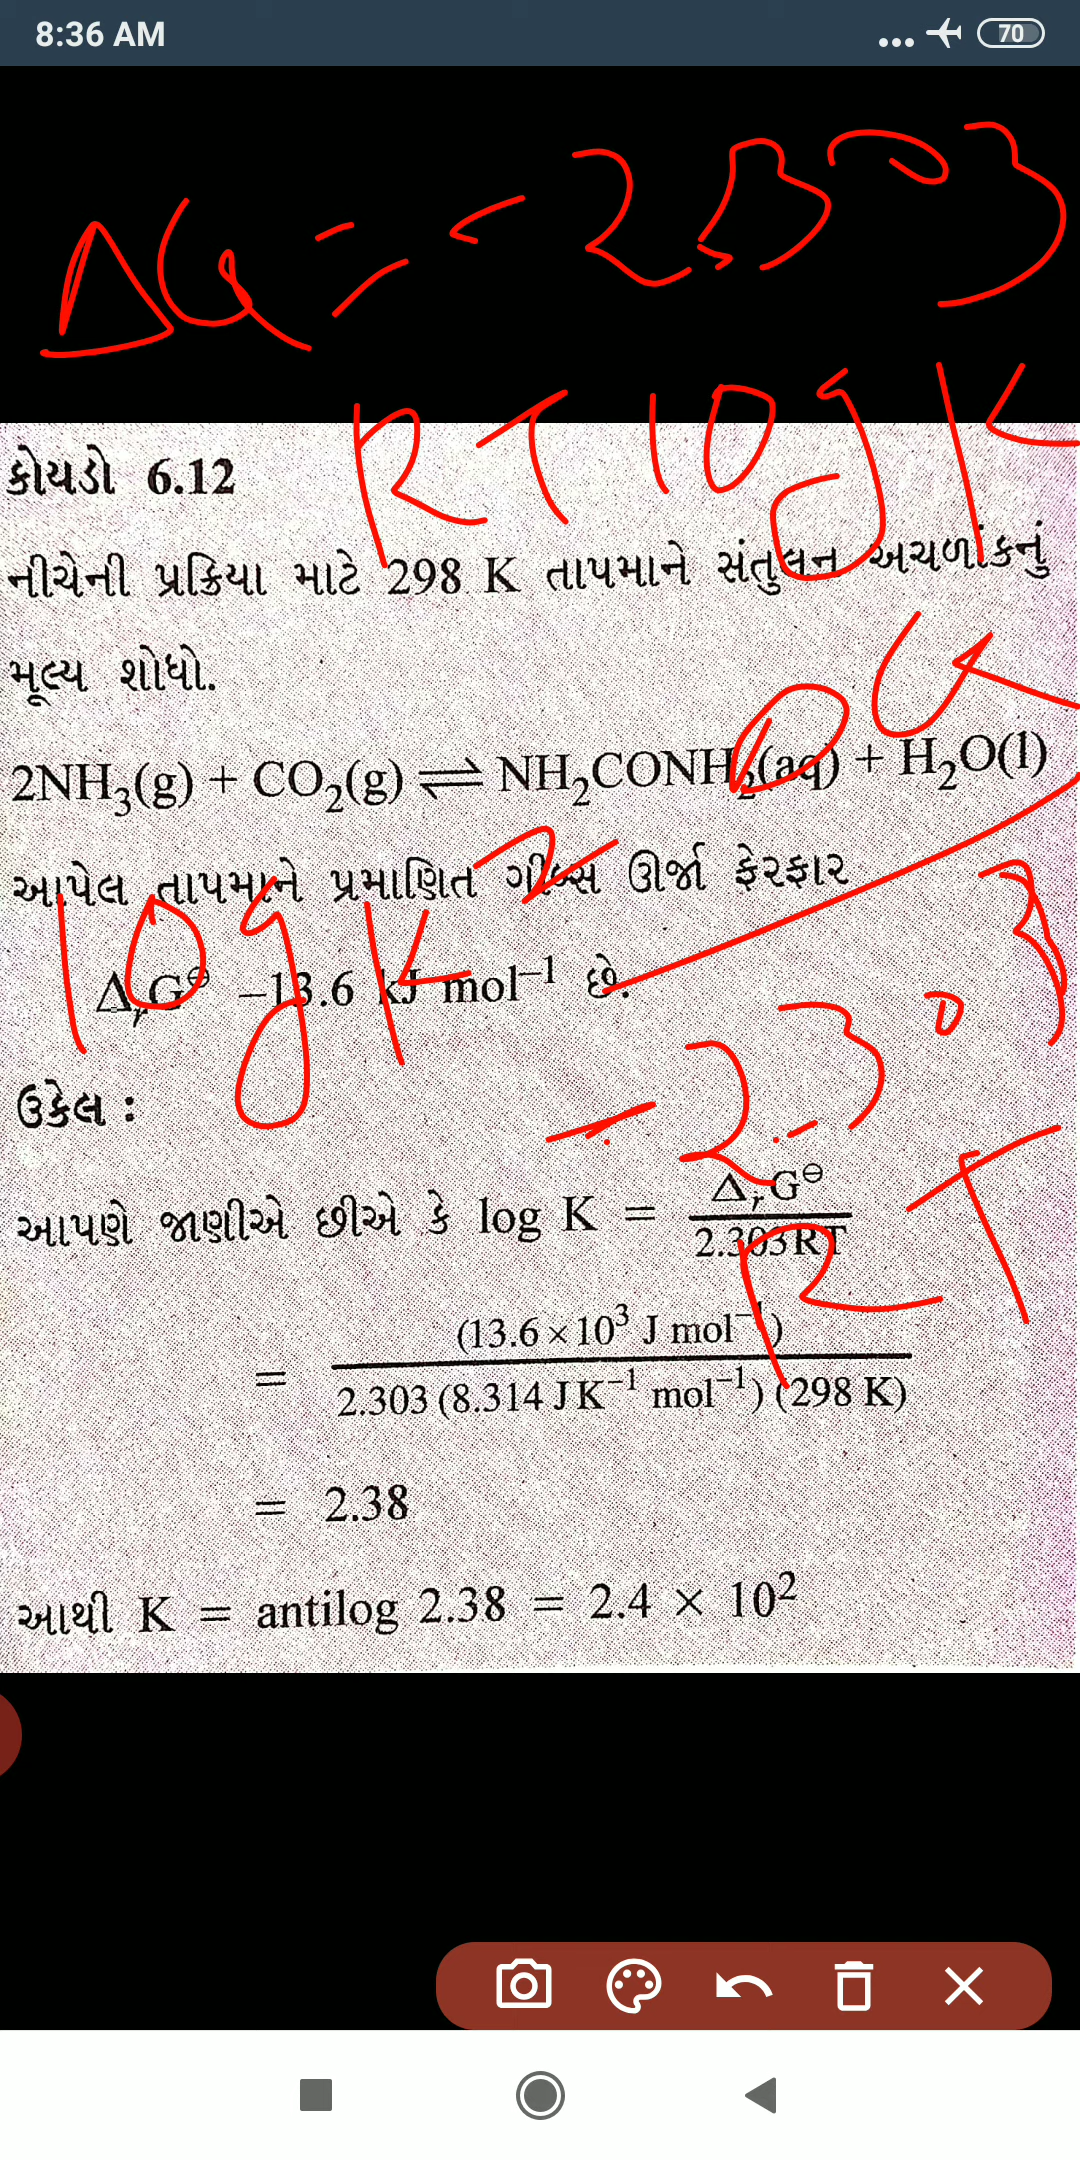 8:36 AM
70
ΔG = -2.303
RT log K
કોયડો 6.12
નીચેની પ્રક્રિયા માટે 298 K તાપમાને સંતુલન અચળાંકનું
મૂલ્ય શોધો.
2NH₃(g) + CO₂(g) ⇌ NH₂CONH₂(aq) + H₂O(l)
આપેલ તાપમાને પ્રમાણિત ગીબ્સ ઊર્જા ફેરફાર
ΔᵣG⊖ –13.6 kJ mol⁻¹ છે.
log K =
- 2.303
RT
ઉકેલ :
આપણે જાણીએ છીએ કે log K = ΔᵣG⊖ / 2.303RT
= (13.6 × 10³ J mol⁻¹) / 2.303 (8.314 J K⁻¹ mol⁻¹) (298 K)
= 2.38
આથી K = antilog 2.38 = 2.4 × 10²